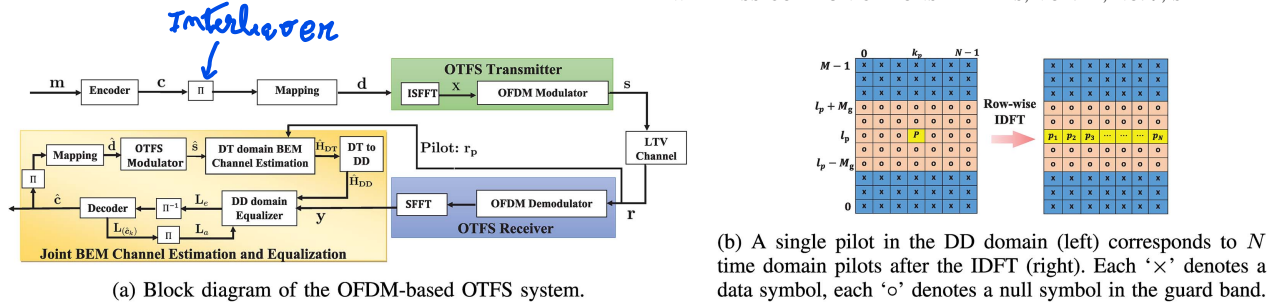 Interleaver
OTFS Transmitter
m
Encoder
c
Π
Mapping
d
ISFFT
X
OFDM Modulator
s
LTV
Channel
Mapping
d̂
OTFS
Modulator
ŝ
DT domain BEM
Channel Estimation
Ĥ_DT
DT to
DD
Pilot: r_p
Ĥ_DD
Π
ĉ
Decoder
L_e
Π⁻¹
DD domain
Equalizer
y
SFFT
OFDM Demodulator
r
L(ĉ_k)
Π
L_a
OTFS Receiver
Joint BEM Channel Estimation and Equalization
(a) Block diagram of the OFDM-based OTFS system.
0 k_p N − 1
M − 1
x x x x x x x
x x x x x x x
x x x x x x x
l_p + M_g
o o o o o o o
o o o o o o o
l_p
o o o P o o o
o o o o o o o
l_p − M_g
o o o o o o o
x x x x x x x
x x x x x x x
0
x x x x x x x
Row-wise
IDFT
x x x x x x x
x x x x x x x
x x x x x x x
o o o o o o o
o o o o o o o
p₁ p₂ p₃ ... ... ... p_N
o o o o o o o
o o o o o o o
x x x x x x x
x x x x x x x
x x x x x x x
(b) A single pilot in the DD domain (left) corresponds to N
time domain pilots after the IDFT (right). Each ‘×’ denotes a
data symbol, each ‘○’ denotes a null symbol in the guard band.